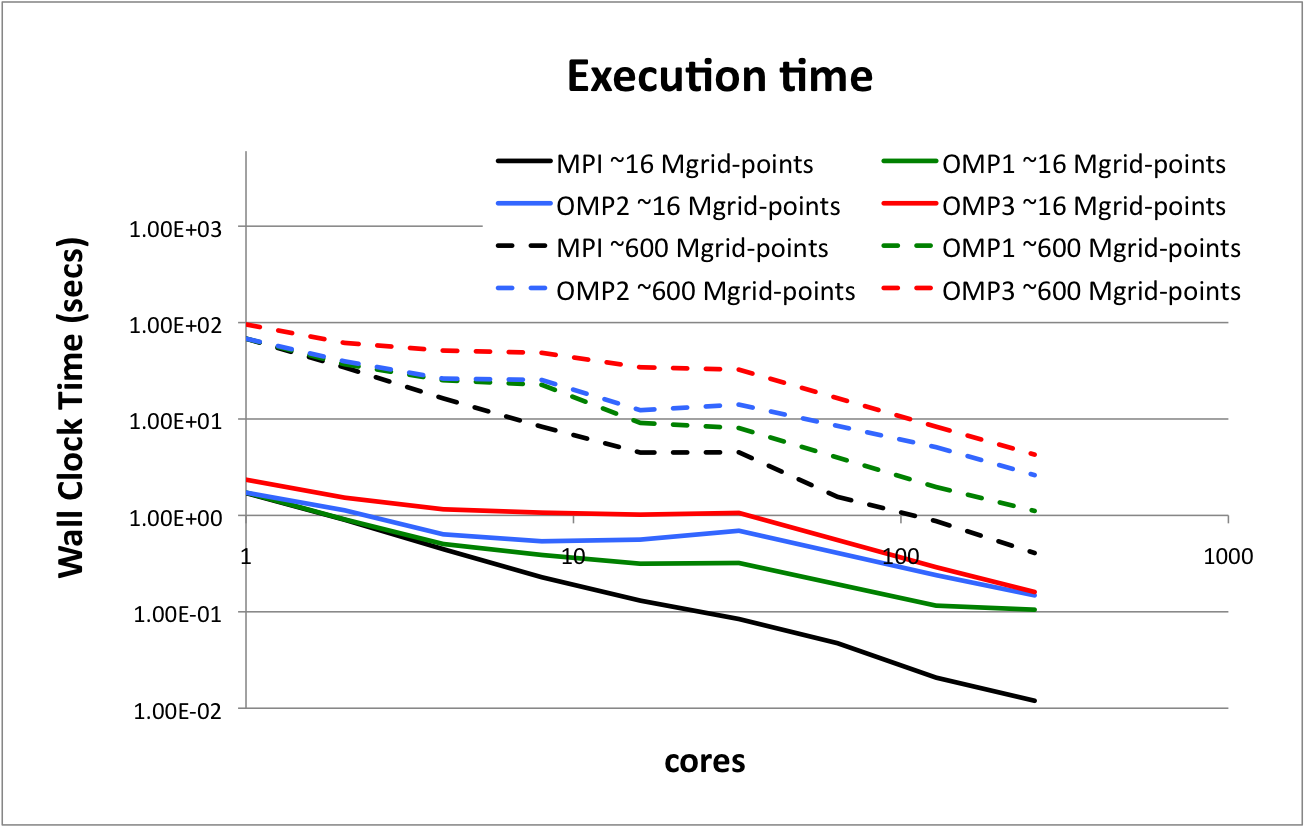 Execution time
MPI ~16 Mgrid-points
OMP1 ~16 Mgrid-points
OMP2 ~16 Mgrid-points
OMP3 ~16 Mgrid-points
MPI ~600 Mgrid-points
OMP1 ~600 Mgrid-points
OMP2 ~600 Mgrid-points
OMP3 ~600 Mgrid-points
Wall Clock Time (secs)
1.00E+03
1.00E+02
1.00E+01
1.00E+00
1.00E-01
1.00E-02
1 10 100 1000
cores